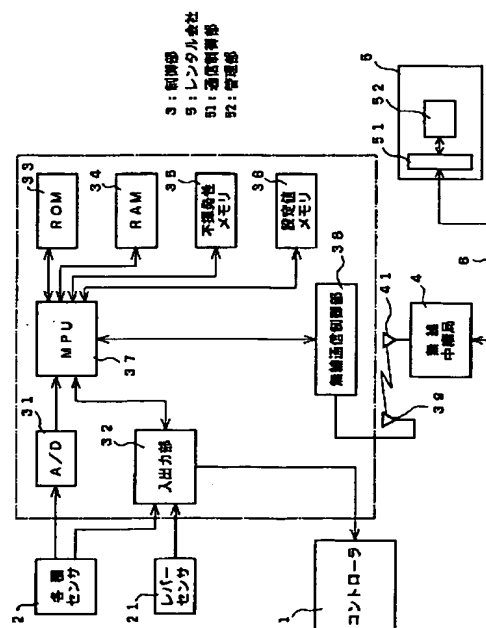 2
各種
センサ
21
レバーセンサ
1
コントローラ
31
A/D
32
入出力部
MPU
37
33
ROM
34
RAM
35
不揮発性
メモリ
36
設定値
メモリ
38
無線通信制御部
39
41
4
無線
中継局
6
51
52
5
3：制御部
5：レンタル会社
51：通信制御部
52：管理部